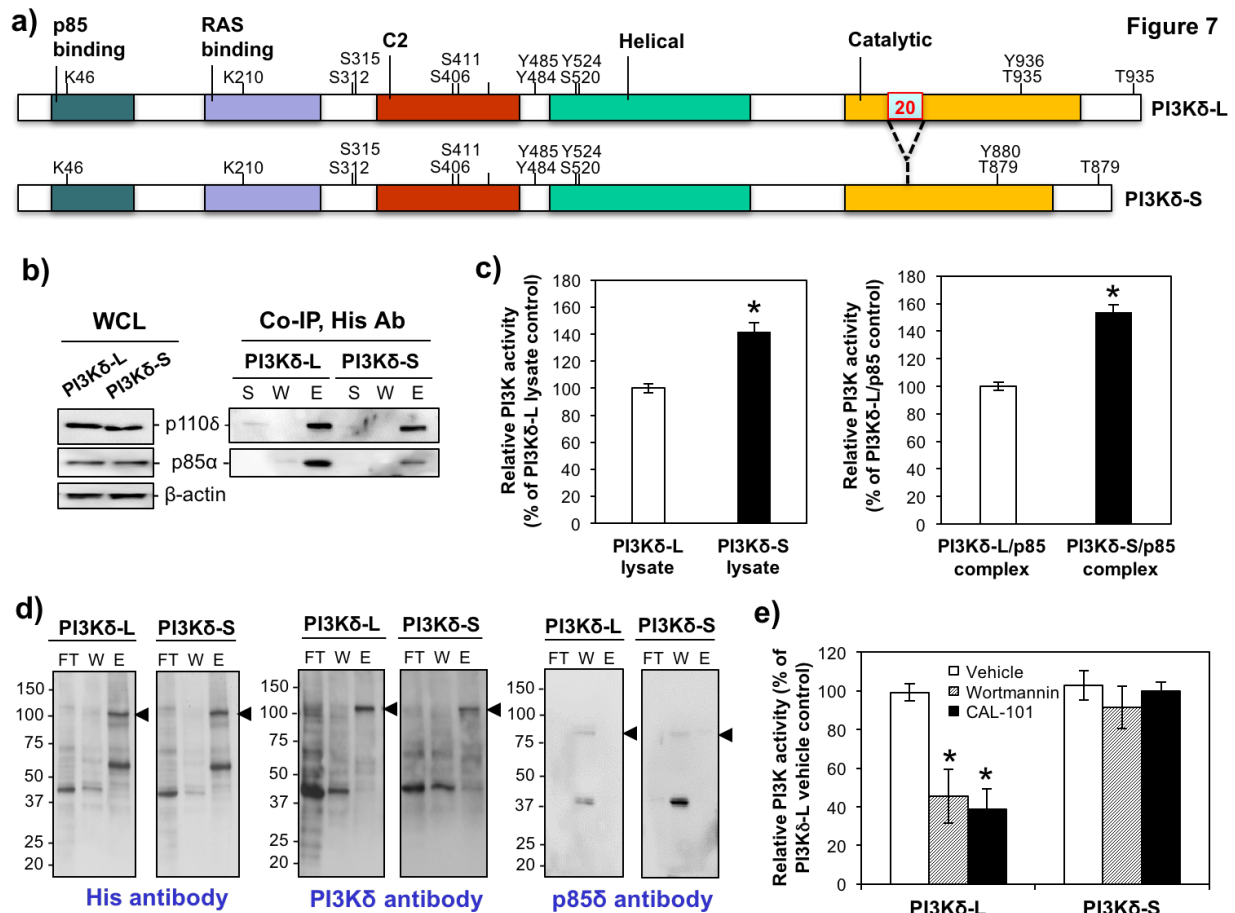 a)
Figure 7
p85 binding
RAS binding
C2
Helical
Catalytic
K46 K210 S312 S315 S406 S411 Y484 Y485 S520 Y524 T935 Y936 T935
20
PI3Kδ-L
K46 K210 S312 S315 S406 S411 Y484 Y485 S520 Y524 T879 Y880 T879
PI3Kδ-S
b)
WCL
PI3Kδ-L PI3Kδ-S
Co-IP, His Ab
PI3Kδ-L PI3Kδ-S
S W E S W E
p110δ
p85α
β-actin
c)
Relative PI3K activity
(% of PI3Kδ-L lysate control)
180
160
140
120
100
80
60
40
20
0
*
PI3Kδ-L lysate
PI3Kδ-S lysate
Relative PI3K activity
(% of PI3Kδ-L/p85 control)
180
160
140
120
100
80
60
40
20
0
*
PI3Kδ-L/p85 complex
PI3Kδ-S/p85 complex
d)
PI3Kδ-L PI3Kδ-S
FT W E FT W E
150
100
75
50
37
25
20
His antibody
PI3Kδ-L PI3Kδ-S
FT W E FT W E
150
100
75
50
37
25
20
PI3Kδ antibody
PI3Kδ-L PI3Kδ-S
FT W E FT W E
150
100
75
50
37
25
20
p85δ antibody
e)
Relative PI3K activity (% of
PI3Kδ-L vehicle control)
120
100
80
60
40
20
0
Vehicle
Wortmannin
CAL-101
* *
PI3Kδ-L PI3Kδ-S